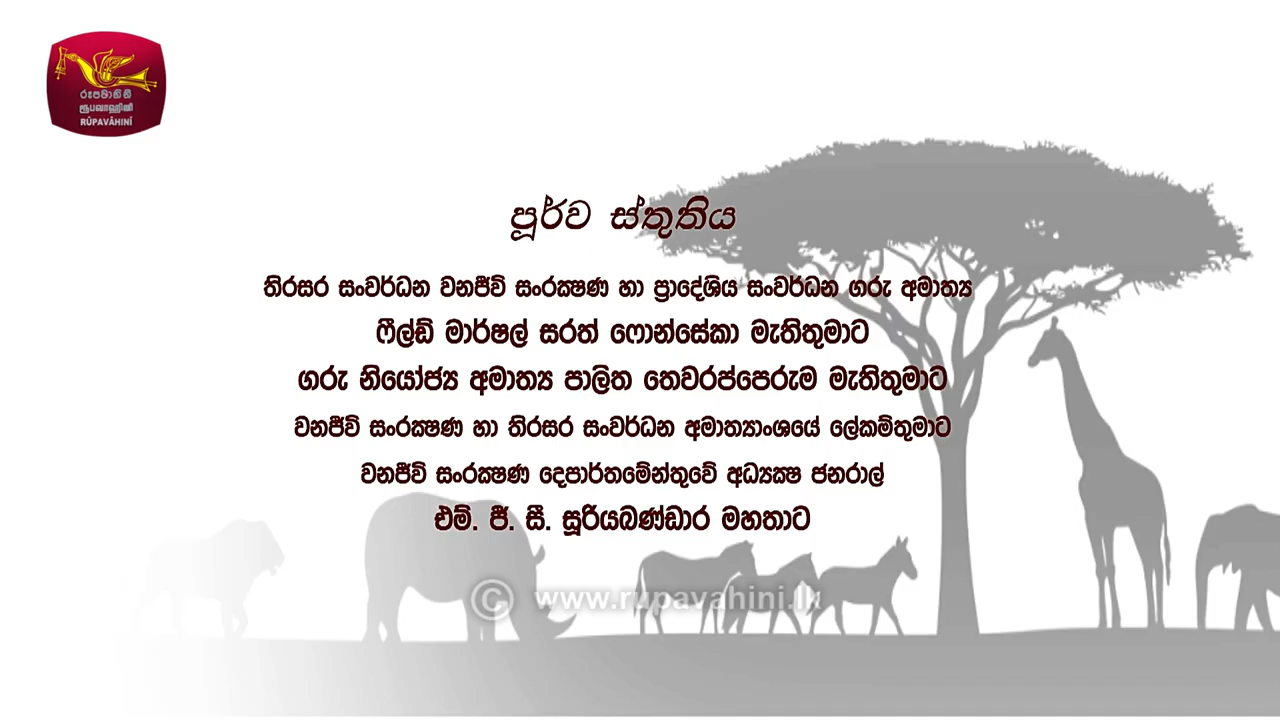 රූපවාහිනී
ரூபவாஹினி
RŪPAVĀHINĪ
පූර්ව ස්තුතිය
තිරසර සංවර්ධන වනජීවි සංරක්‍ෂණ හා ප්‍රාදේශිය සංවර්ධන ගරු අමාත්‍ය
ෆීල්ඩ් මාර්ෂල් සරත් ෆොන්සේකා මැතිතුමාට
ගරු නියෝජ්‍ය අමාත්‍ය පාලිත තෙවරප්පෙරුම මැතිතුමාට
වනජීවි සංරක්‍ෂණ හා තිරසර සංවර්ධන අමාත්‍යාංශයේ ලේකම්තුමාට
වනජීවි සංරක්‍ෂණ දෙපාර්තමේන්තුවේ අධ්‍යක්‍ෂ ජනරාල්
එම්. ජී. සී. සූරියබණ්ඩාර මහතාට
© www.rupavahini.lk